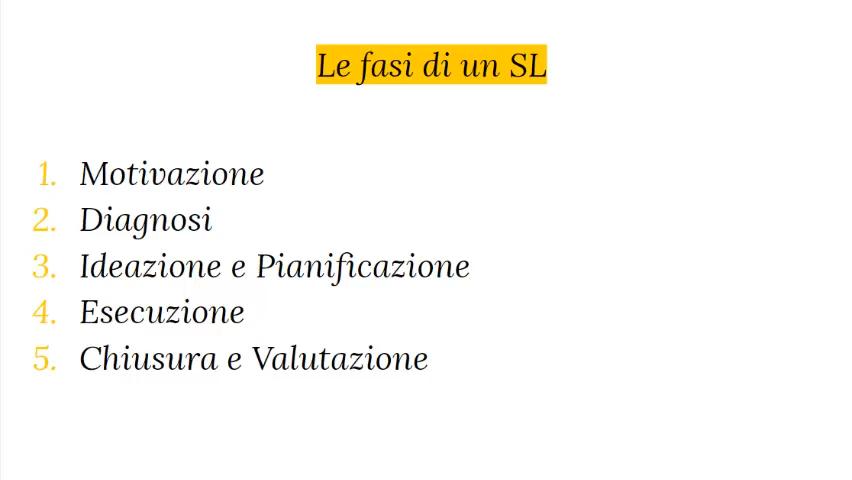 Le fasi di un SL
1. Motivazione
2. Diagnosi
3. Ideazione e Pianificazione
4. Esecuzione
5. Chiusura e Valutazione